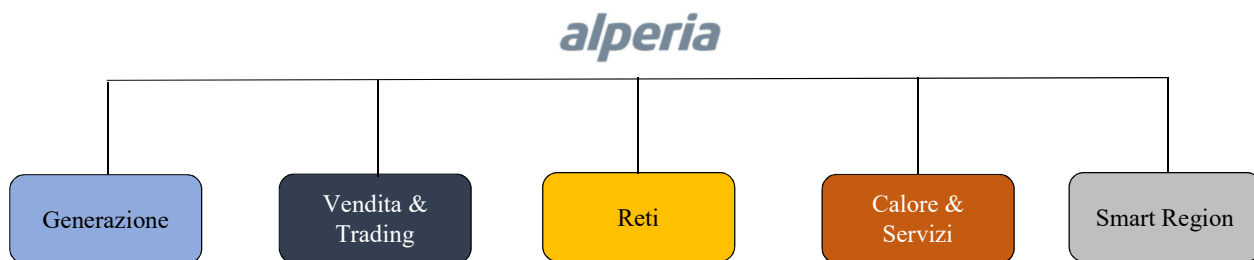 alperia
Generazione
Vendita &
Trading
Reti
Calore &
Servizi
Smart Region